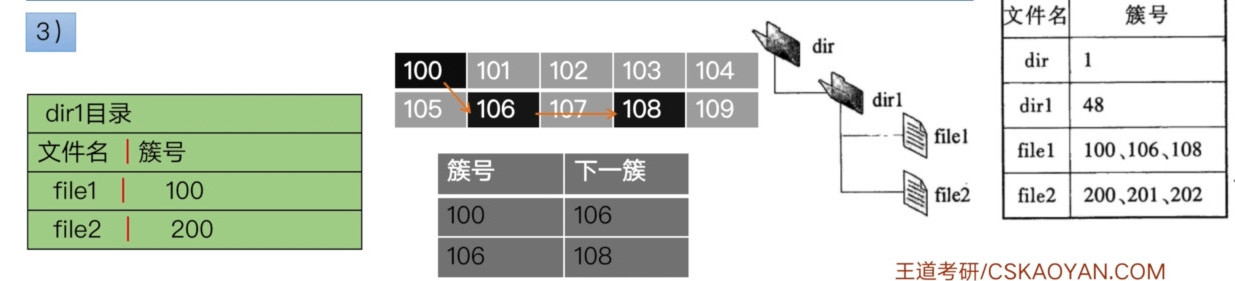 3)
dir1目录
文件名 | 簇号
file1 | 100
file2 | 200
100 101 102 103 104
105 106 107 108 109
簇号 下一簇
100 106
106 108
dir
dir1
file1
file2
文件名 簇号
dir 1
dir1 48
file1 100、106、108
file2 200、201、202
王道考研/CSKAOYAN.COM